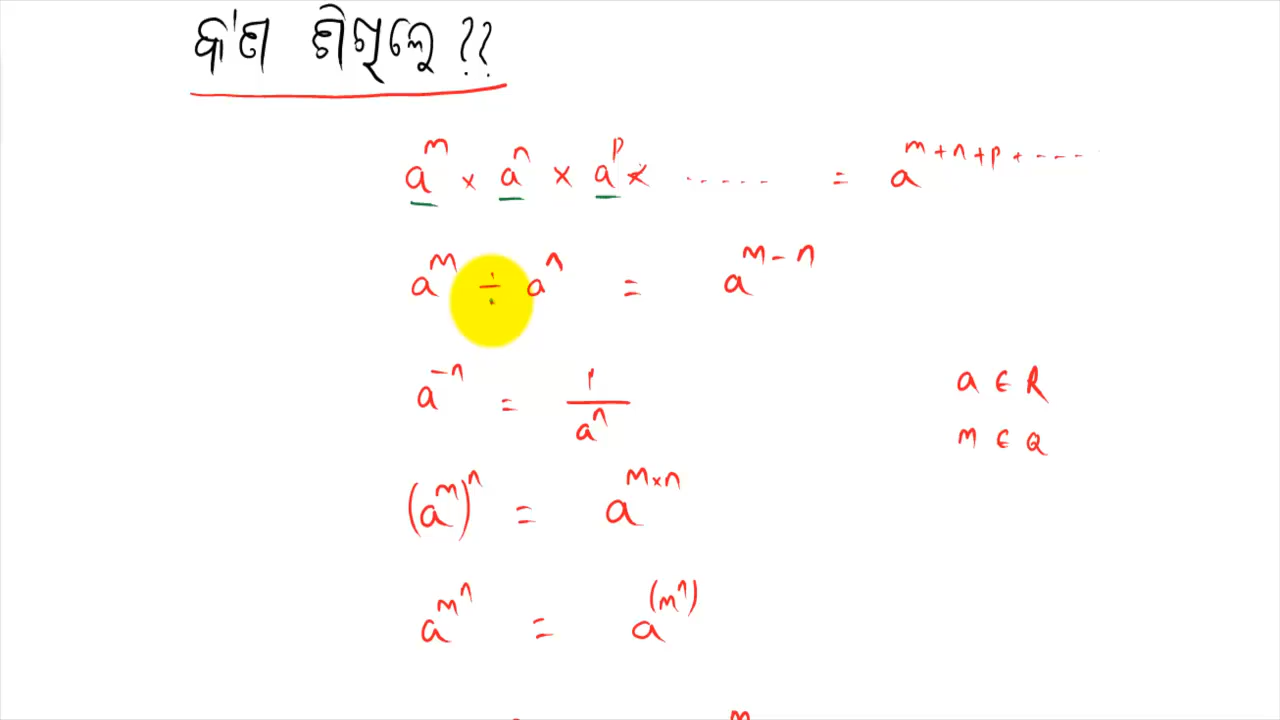 କ'ଣ ଶିଖିଲେ ??
a^m × a^n × a^p × ..... = a^{m+n+p+....}
a^m ÷ a^n = a^{m-n}
a^{-n} = 1/a^n
a ∈ R
m ∈ Q
(a^m)^n = a^{m×n}
a^{m^n} = a^{(m^n)}
m